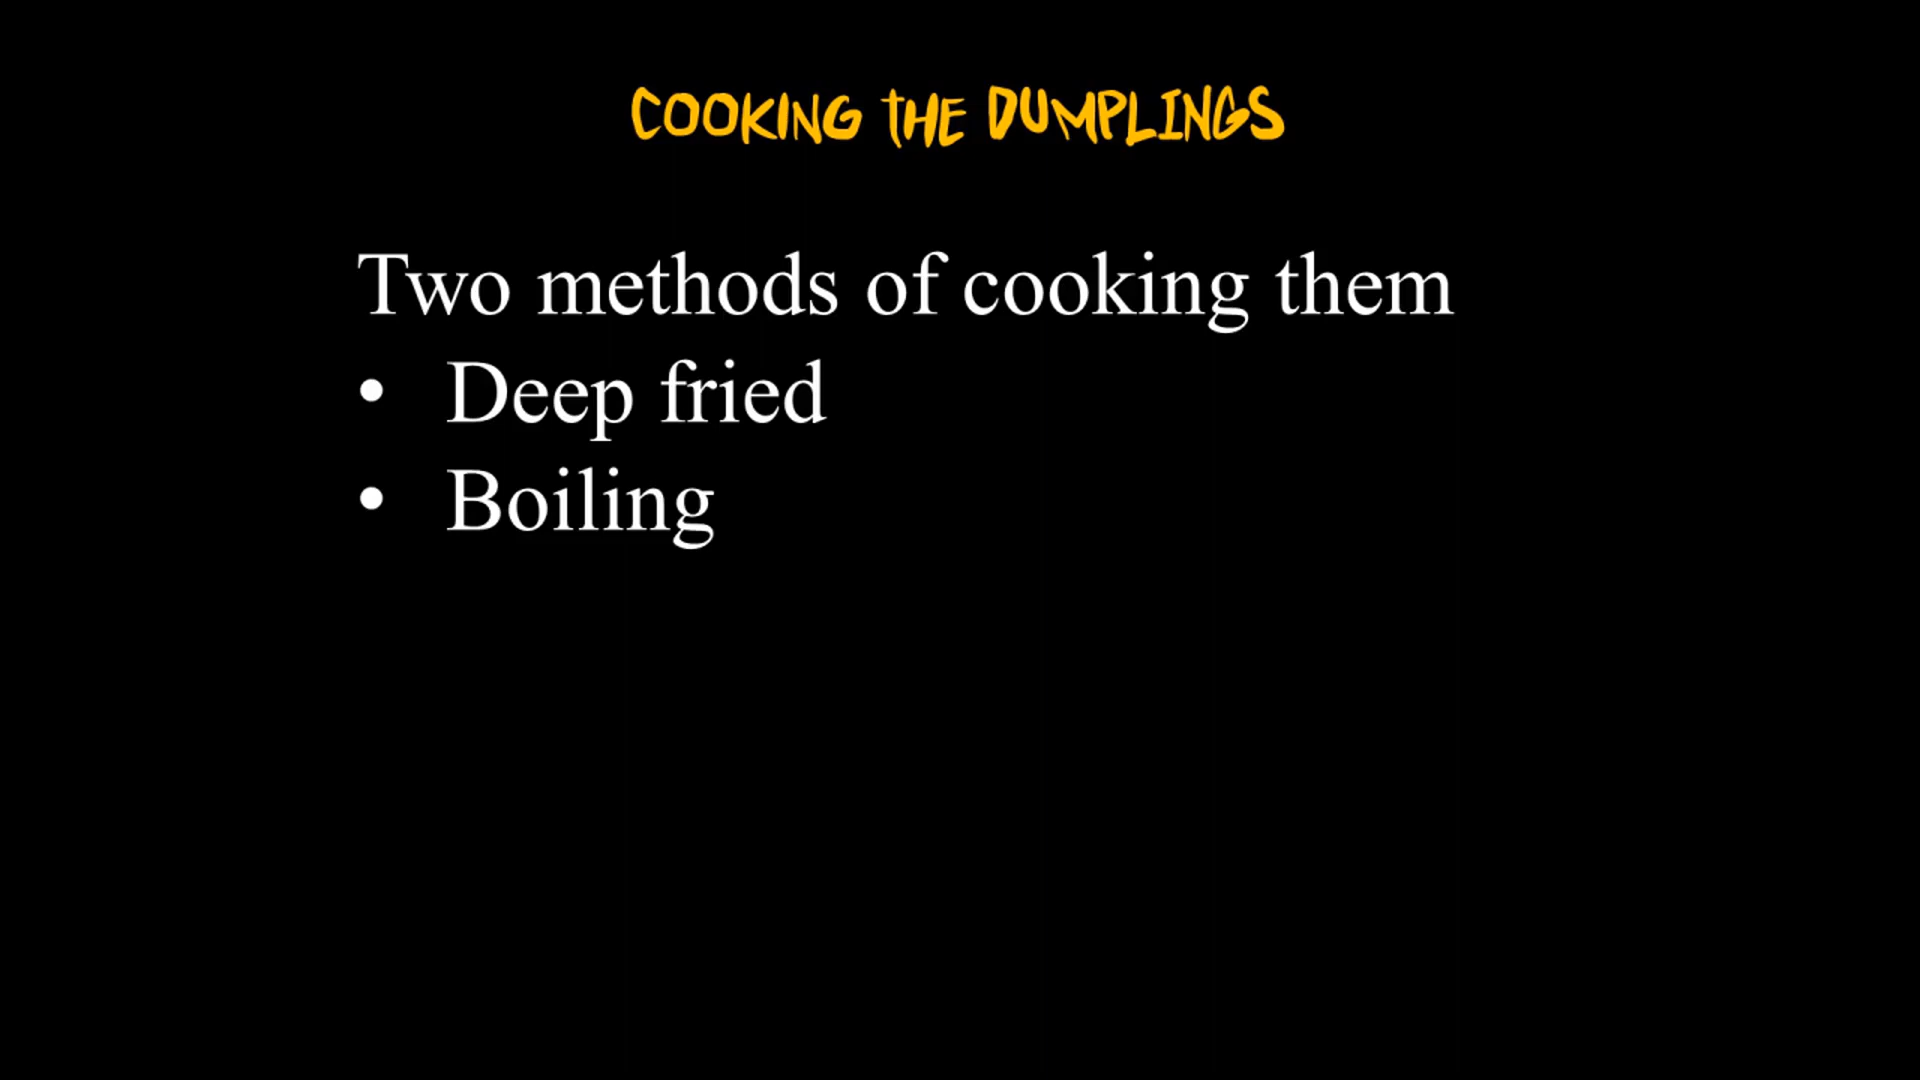 COOKING THE DUMPLINGS
Two methods of cooking them
• Deep fried
• Boiling